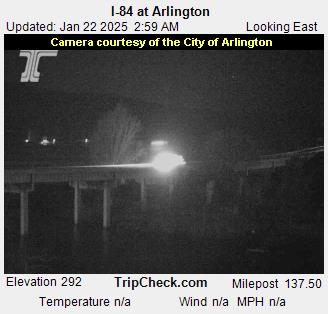 I-84 at Arlington
Updated: Jan 22 2025 2:59 AM Looking East
Camera courtesy of the City of Arlington
Elevation 292 TripCheck.com Milepost 137.50
Temperature n/a Wind n/a MPH n/a